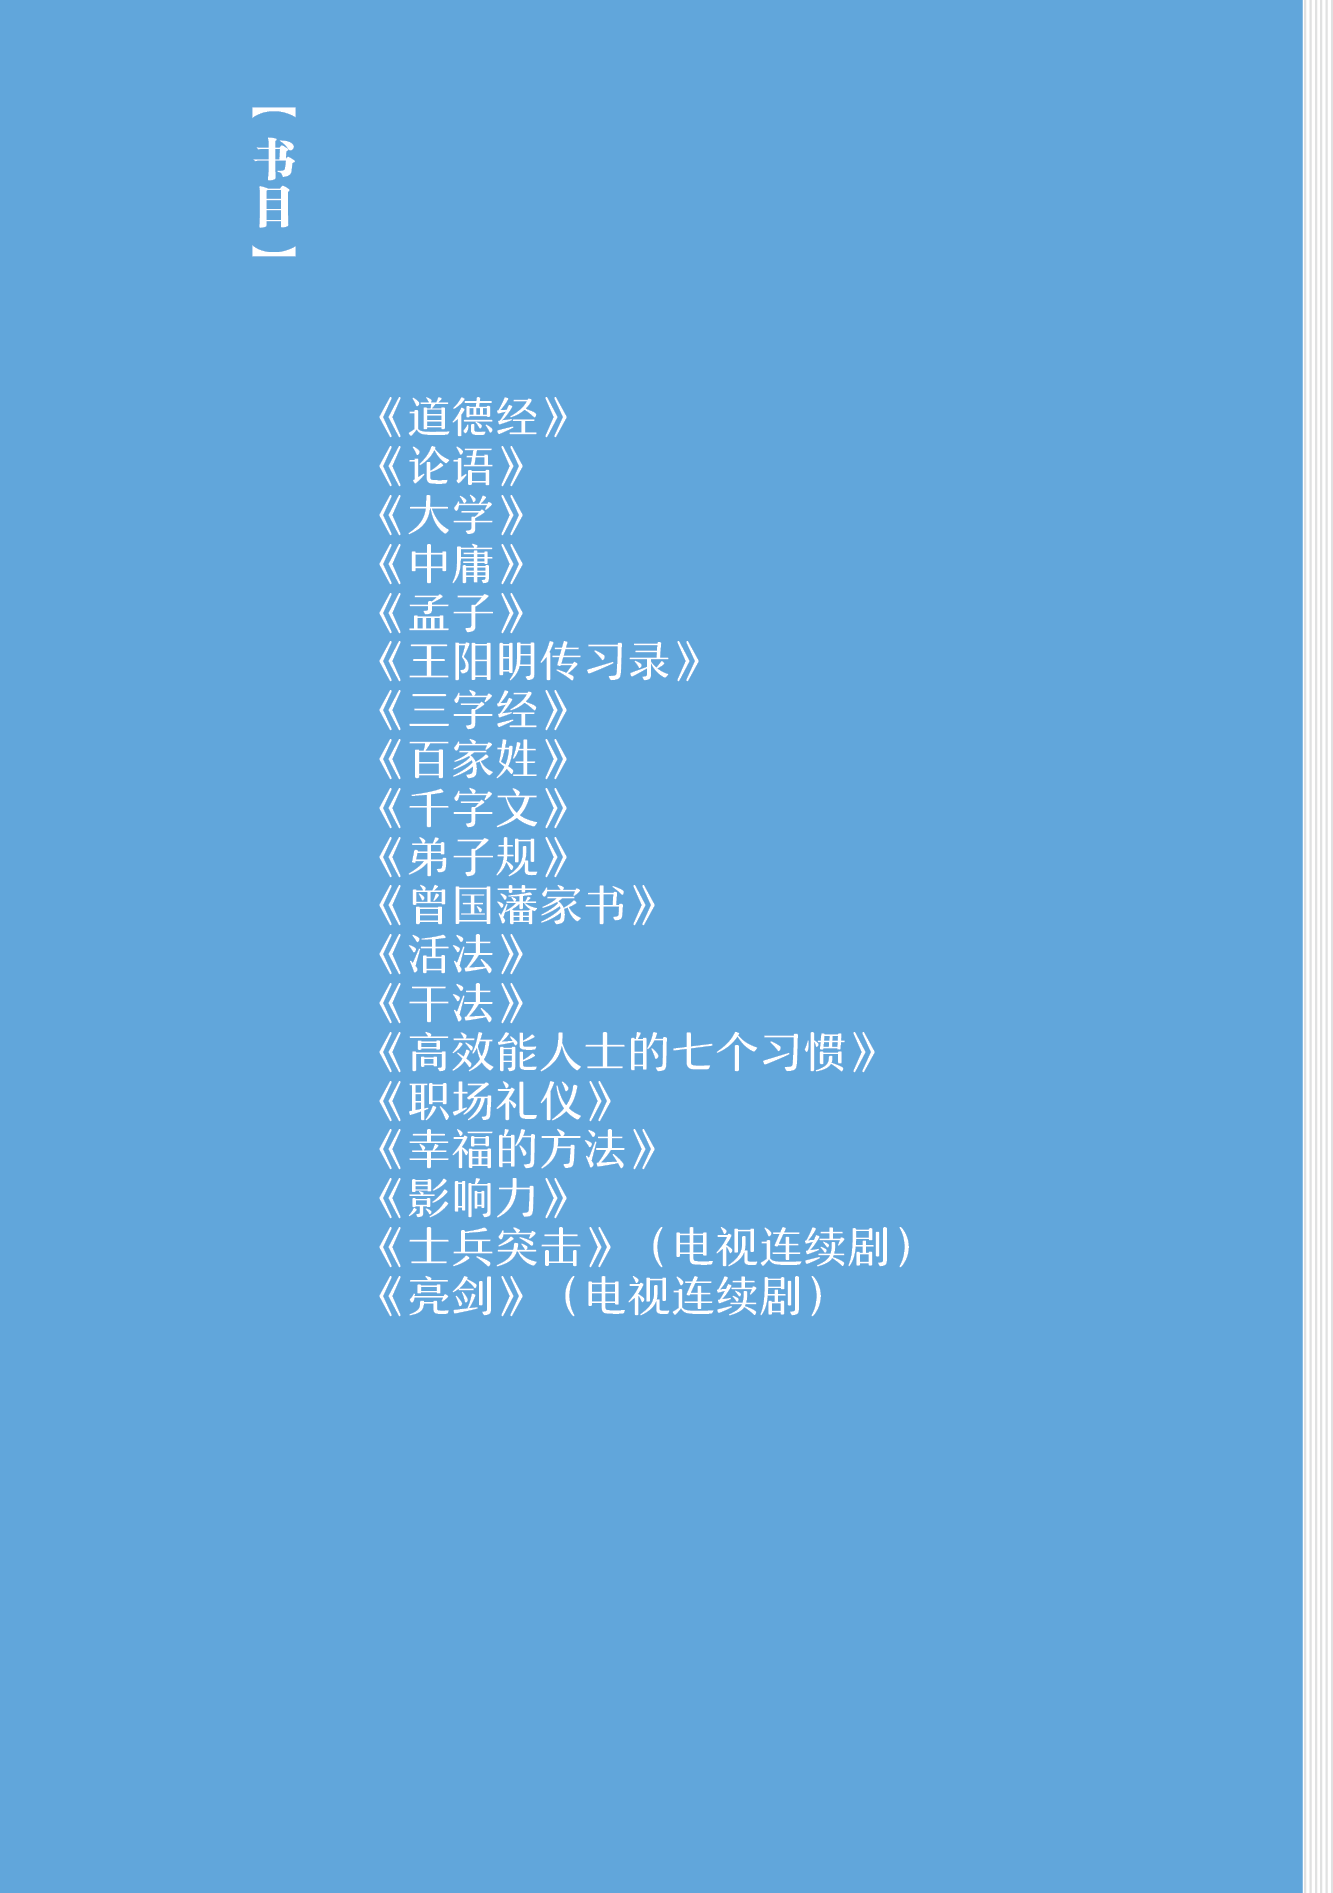 【书目】
《道德经》
《论语》
《大学》
《中庸》
《孟子》
《王阳明传习录》
《三字经》
《百家姓》
《千字文》
《弟子规》
《曾国藩家书》
《活法》
《干法》
《高效能人士的七个习惯》
《职场礼仪》
《幸福的方法》
《影响力》
《士兵突击》（电视连续剧）
《亮剑》（电视连续剧）